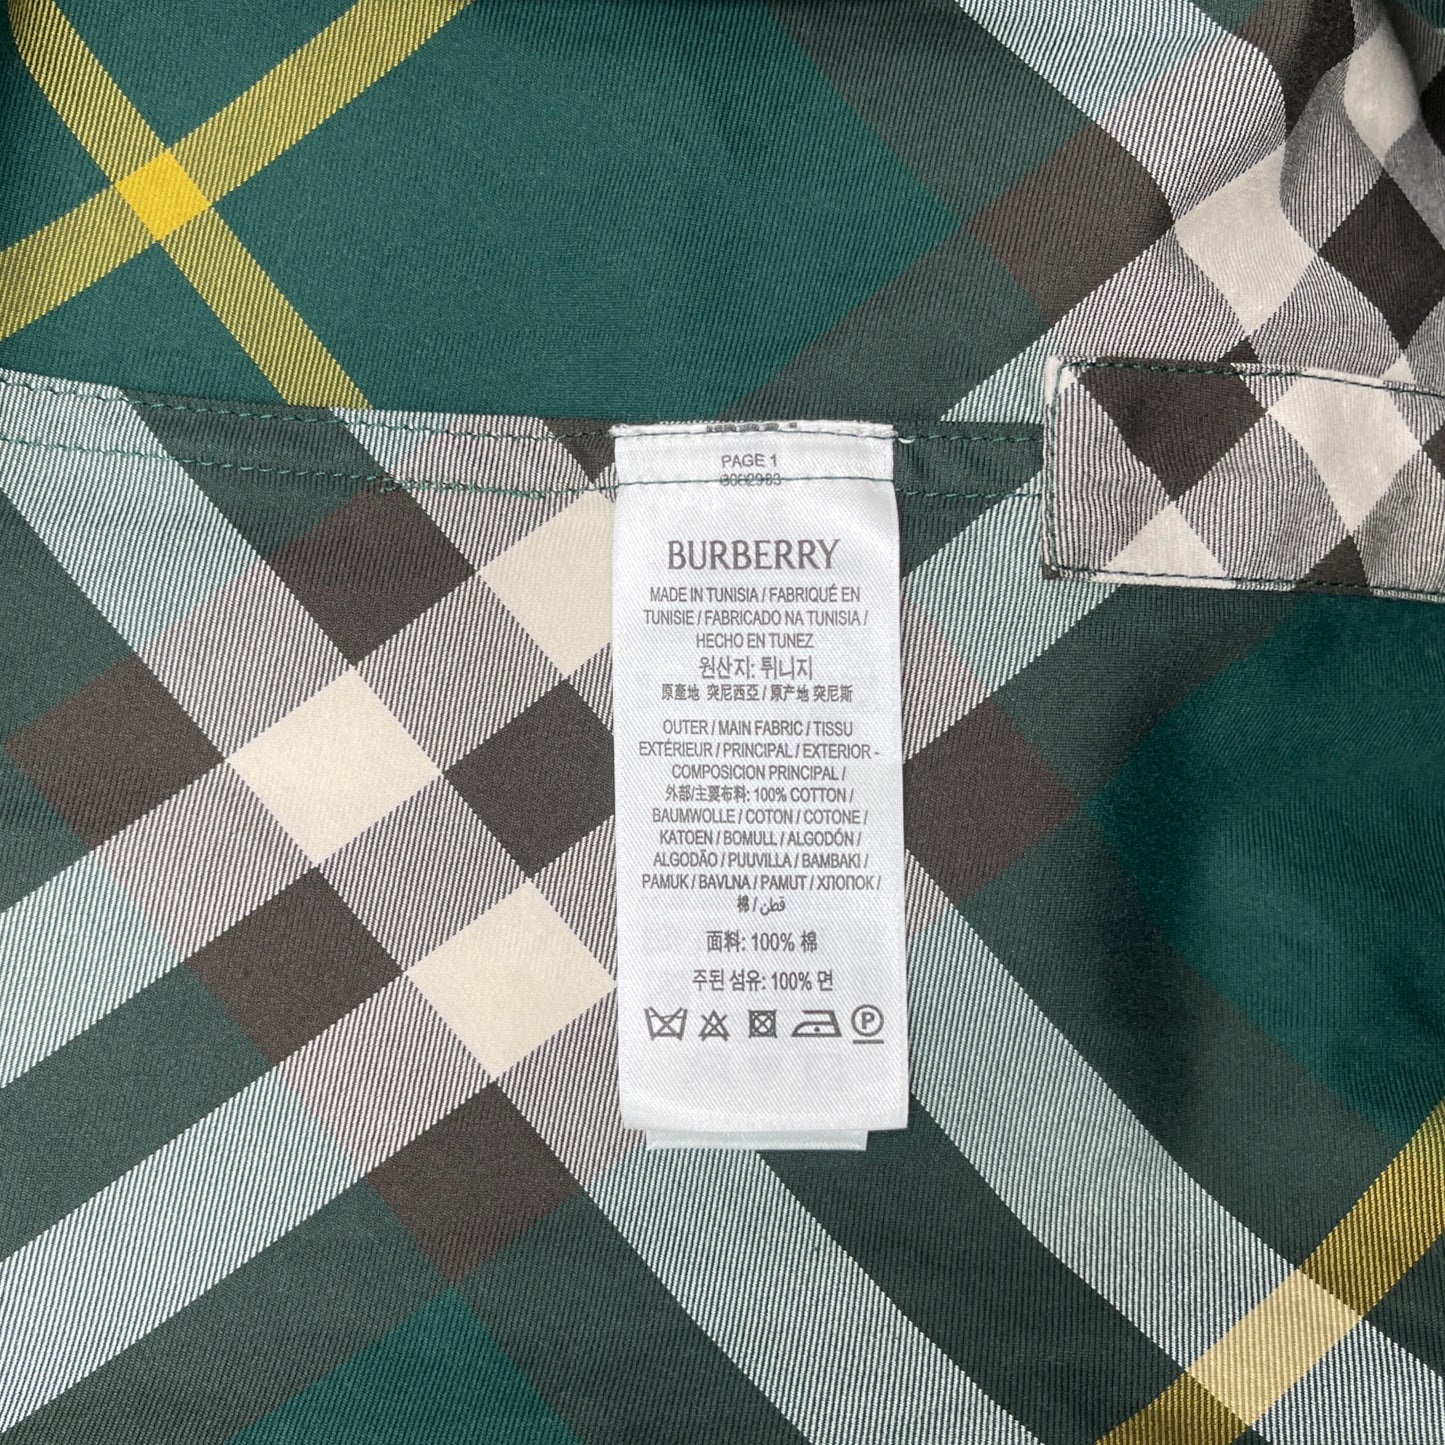 PAGE 1
BURBERRY
MADE IN TUNISIA / FABRIQUÉ EN
TUNISIE / FABRICADO NA TUNISIA /
HECHO EN TUNEZ
원산지: 튀니지
原產地 突尼西亞 / 原产地 突尼斯
OUTER / MAIN FABRIC / TISSU
EXTÉRIEUR / PRINCIPAL / EXTERIOR -
COMPOSICION PRINCIPAL /
外部/主要布料: 100% COTTON /
BAUMWOLLE / COTON / COTONE /
KATOEN / BOMULL / ALGODÓN /
ALGODÃO / PUUVILLA / BAMBAKI /
PAMUK / BAVLNA / PAMUT / ХЛОПОК /
棉 / قطن
面料: 100% 棉
주된 섬유: 100% 면
P